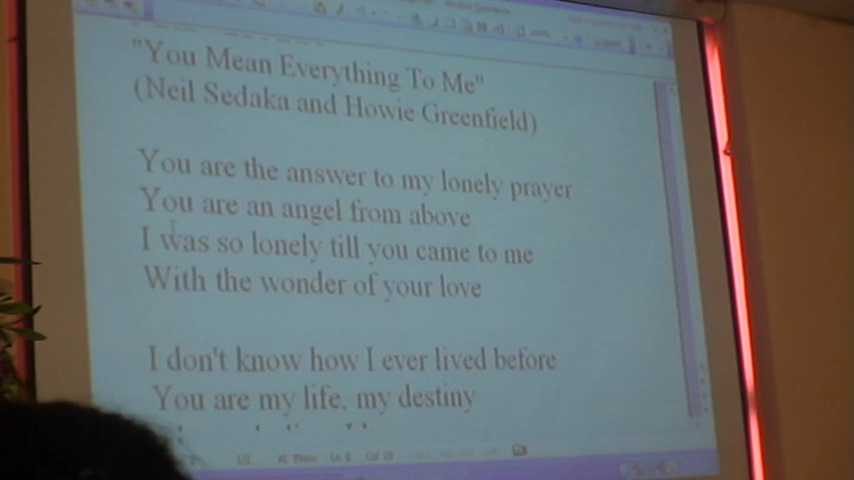 "You Mean Everything To Me"
(Neil Sedaka and Howie Greenfield)
You are the answer to my lonely prayer
You are an angel from above
I was so lonely till you came to me
With the wonder of your love
I don't know how I ever lived before
You are my life, my destiny